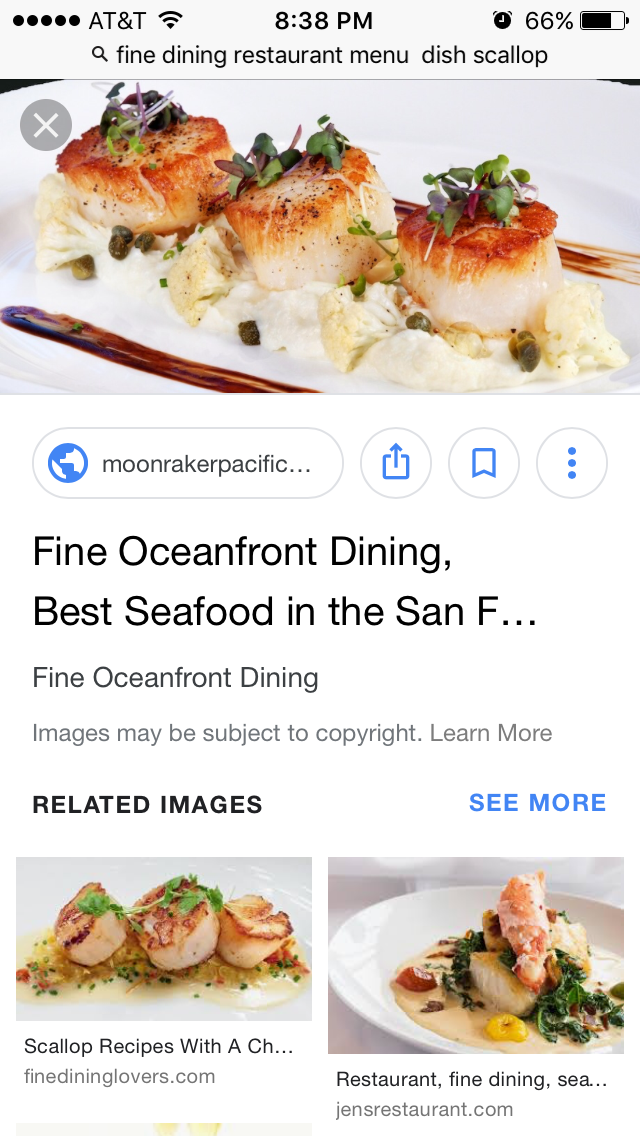 AT&T 8:38 PM 66%
fine dining restaurant menu dish scallop
moonrakerpacific...
Fine Oceanfront Dining,
Best Seafood in the San F...
Fine Oceanfront Dining
Images may be subject to copyright. Learn More
RELATED IMAGES SEE MORE
Scallop Recipes With A Ch...
finedininglovers.com
Restaurant, fine dining, sea...
jensrestaurant.com